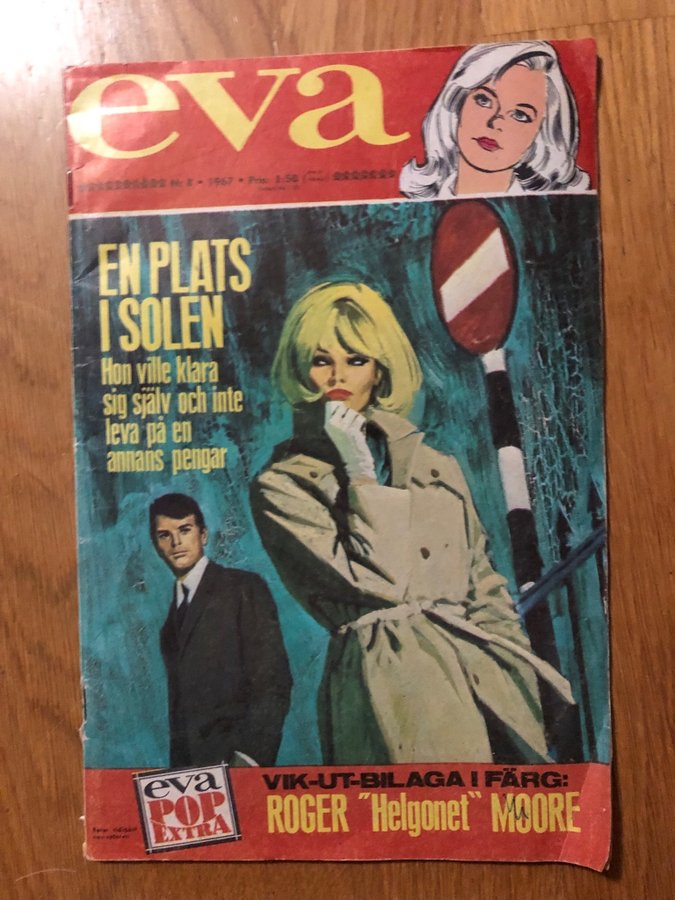 eva
Nr 8 • 1967 • Pris: 1:50
EN PLATS
I SOLEN
Hon ville klara
sig själv och inte
leva på en
annans pengar
eva
POP
EXTRA
VIK-UT-BILAGA I FÄRG:
ROGER "Helgonet" MOORE